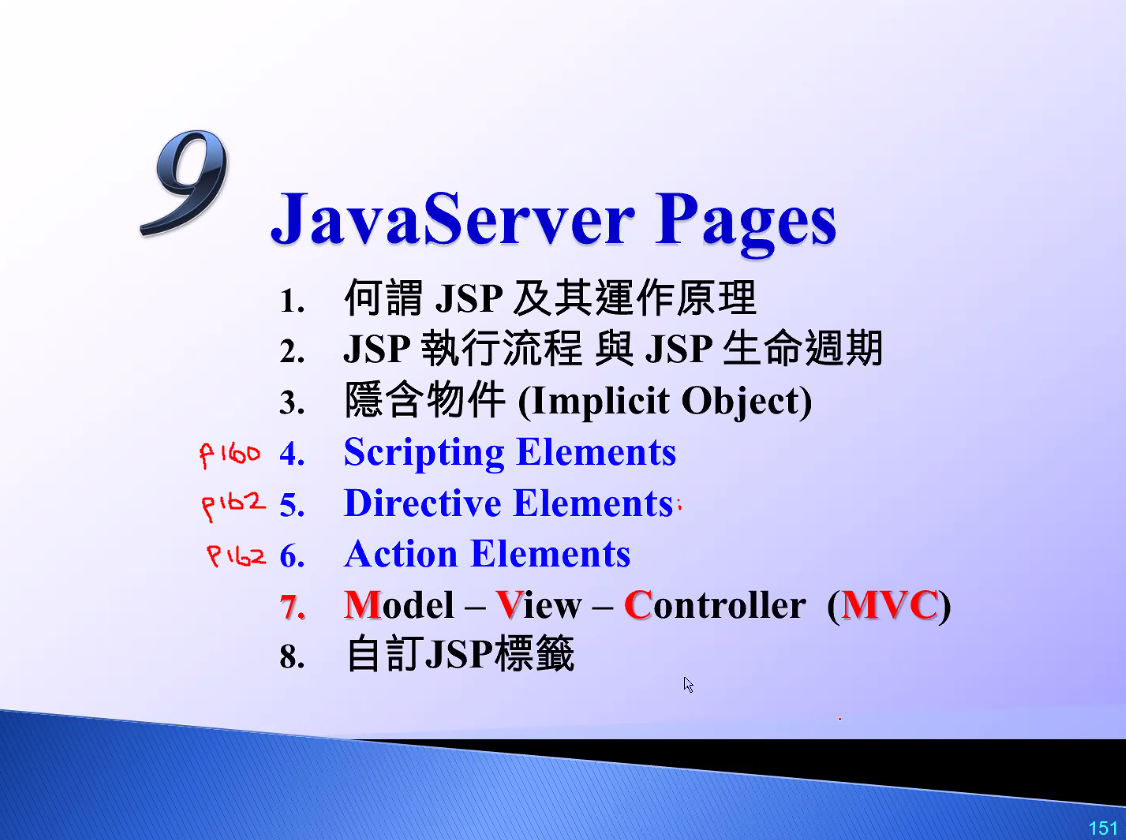 9
JavaServer Pages
1. 何謂 JSP 及其運作原理
2. JSP 執行流程 與 JSP 生命週期
3. 隱含物件 (Implicit Object)
P160 4. Scripting Elements
P162 5. Directive Elements
P162 6. Action Elements
7. Model – View – Controller (MVC)
8. 自訂JSP標籤
151